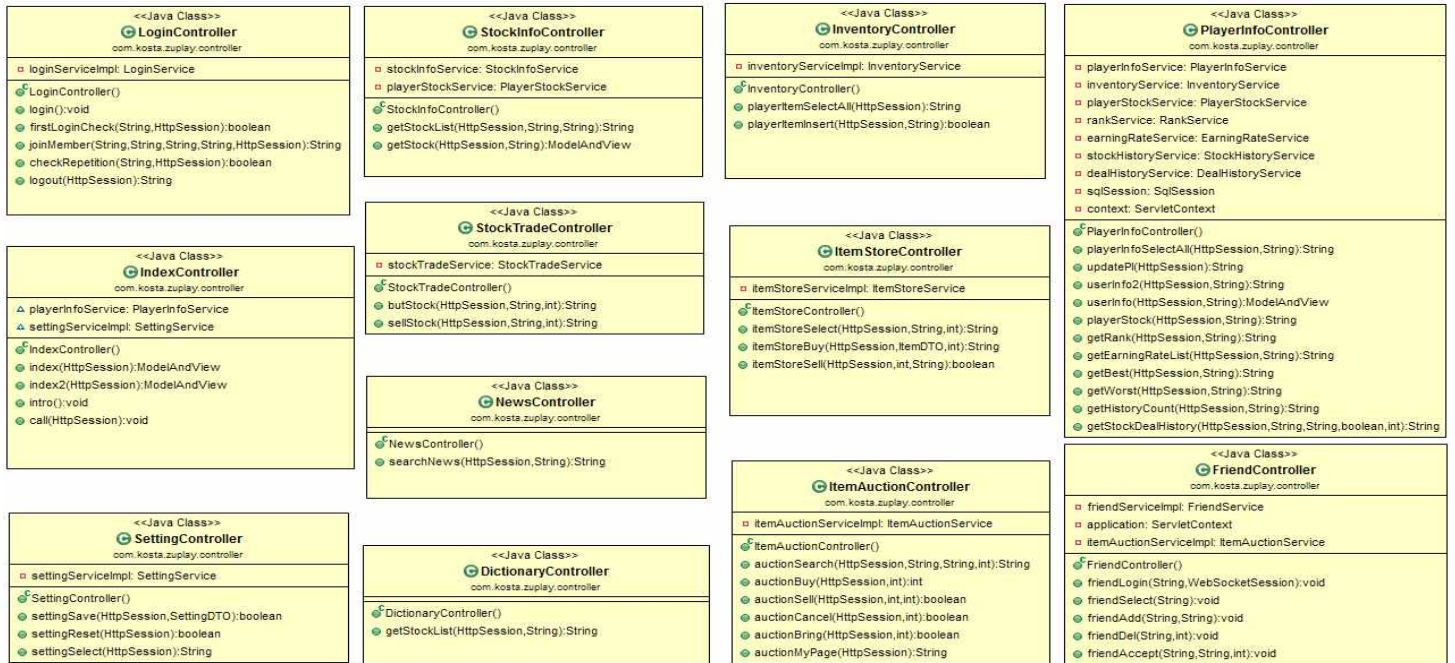 <<Java Class>>
LoginController
com.kosta.zuplay.controller
loginServiceImpl: LoginService
LoginController()
login():void
firstLoginCheck(String,HttpSession):boolean
joinMember(String,String,String,String,HttpSession):String
checkRepetition(String,HttpSession):boolean
logout(HttpSession):String
<<Java Class>>
IndexController
com.kosta.zuplay.controller
playerInfoService: PlayerInfoService
settingServiceImpl: SettingService
IndexController()
index(HttpSession):ModelAndView
index2(HttpSession):ModelAndView
intro():void
call(HttpSession):void
<<Java Class>>
SettingController
com.kosta.zuplay.controller
settingServiceImpl: SettingService
SettingController()
settingSave(HttpSession,SettingDTO):boolean
settingReset(HttpSession):boolean
settingSelect(HttpSession):String
<<Java Class>>
StockInfoController
com.kosta.zuplay.controller
stockInfoService: StockInfoService
playerStockService: PlayerStockService
StockInfoController()
getStockList(HttpSession,String,String):String
getStock(HttpSession,String):ModelAndView
<<Java Class>>
StockTradeController
com.kosta.zuplay.controller
stockTradeService: StockTradeService
StockTradeController()
butStock(HttpSession,String,int):String
sellStock(HttpSession,String,int):String
<<Java Class>>
NewsController
com.kosta.zuplay.controller
NewsController()
searchNews(HttpSession,String):String
<<Java Class>>
DictionaryController
com.kosta.zuplay.controller
DictionaryController()
getStockList(HttpSession,String):String
<<Java Class>>
InventoryController
com.kosta.zuplay.controller
inventoryServiceImpl: InventoryService
InventoryController()
playerItemSelectAll(HttpSession):String
playerItemInsert(HttpSession,String):boolean
<<Java Class>>
ItemStoreController
com.kosta.zuplay.controller
itemStoreServiceImpl: ItemStoreService
ItemStoreController()
itemStoreSelect(HttpSession,String,int):String
itemStoreBuy(HttpSession,ItemDTO,int):String
itemStoreSell(HttpSession,int,String):boolean
<<Java Class>>
ItemAuctionController
com.kosta.zuplay.controller
itemAuctionServiceImpl: ItemAuctionService
ItemAuctionController()
auctionSearch(HttpSession,String,String,int):String
auctionBuy(HttpSession,int):int
auctionSell(HttpSession,int,int):boolean
auctionCancel(HttpSession,int):boolean
auctionBring(HttpSession,int):boolean
auctionMyPage(HttpSession):String
<<Java Class>>
PlayerInfoController
com.kosta.zuplay.controller
playerInfoService: PlayerInfoService
inventoryService: InventoryService
playerStockService: PlayerStockService
rankService: RankService
earningRateService: EarningRateService
stockHistoryService: StockHistoryService
dealHistoryService: DealHistoryService
sqlSession: SqlSession
context: ServletContext
PlayerInfoController()
playerInfoSelectAll(HttpSession,String):String
updatePI(HttpSession):String
userInfo2(HttpSession,String):String
userInfo(HttpSession,String):ModelAndView
playerStock(HttpSession,String):String
getRank(HttpSession,String):String
getEarningRateList(HttpSession,String):String
getBest(HttpSession,String):String
getWorst(HttpSession,String):String
getHistoryCount(HttpSession,String):String
getStockDealHistory(HttpSession,String,String,boolean,int):String
<<Java Class>>
FriendController
com.kosta.zuplay.controller
friendServiceImpl: FriendService
application: ServletContext
itemAuctionServiceImpl: ItemAuctionService
FriendController()
friendLogin(String,WebSocketSession):void
friendSelect(String):void
friendAdd(String,String):void
friendDel(String,int):void
friendAccept(String,String,int):void